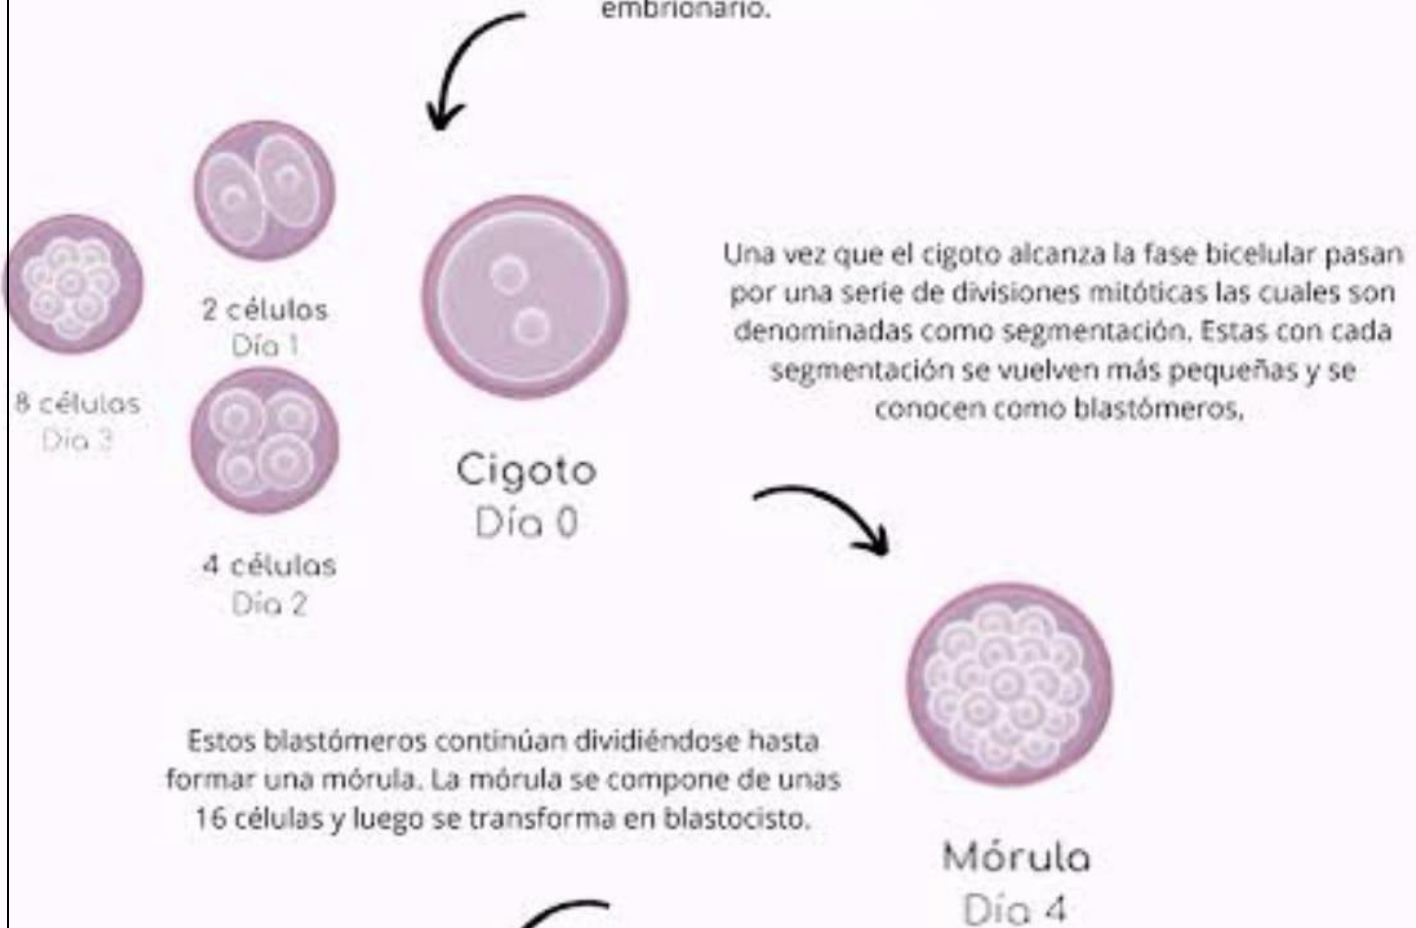 embrionario.
2 células
Día 1
8 células
Día 3
4 células
Día 2
Cigoto
Día 0
Una vez que el cigoto alcanza la fase bicelular pasan
por una serie de divisiones mitóticas las cuales son
denominadas como segmentación. Estas con cada
segmentación se vuelven más pequeñas y se
conocen como blastómeros,
Estos blastómeros continúan dividiéndose hasta
formar una mórula. La mórula se compone de unas
16 células y luego se transforma en blastocisto.
Mórula
Día 4